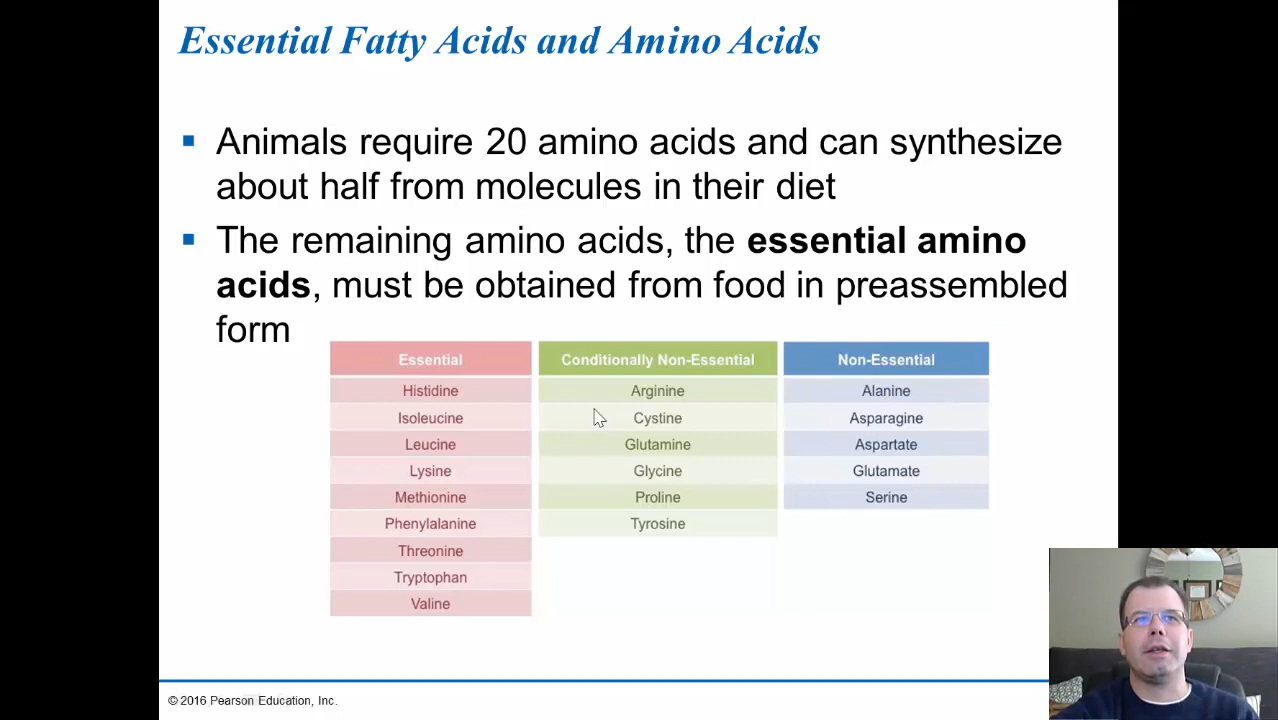 Essential Fatty Acids and Amino Acids
Animals require 20 amino acids and can synthesize
about half from molecules in their diet
The remaining amino acids, the essential amino
acids, must be obtained from food in preassembled
form
Essential Conditionally Non-Essential Non-Essential
Histidine Arginine Alanine
Isoleucine Cystine Asparagine
Leucine Glutamine Aspartate
Lysine Glycine Glutamate
Methionine Proline Serine
Phenylalanine Tyrosine
Threonine
Tryptophan
Valine
© 2016 Pearson Education, Inc.